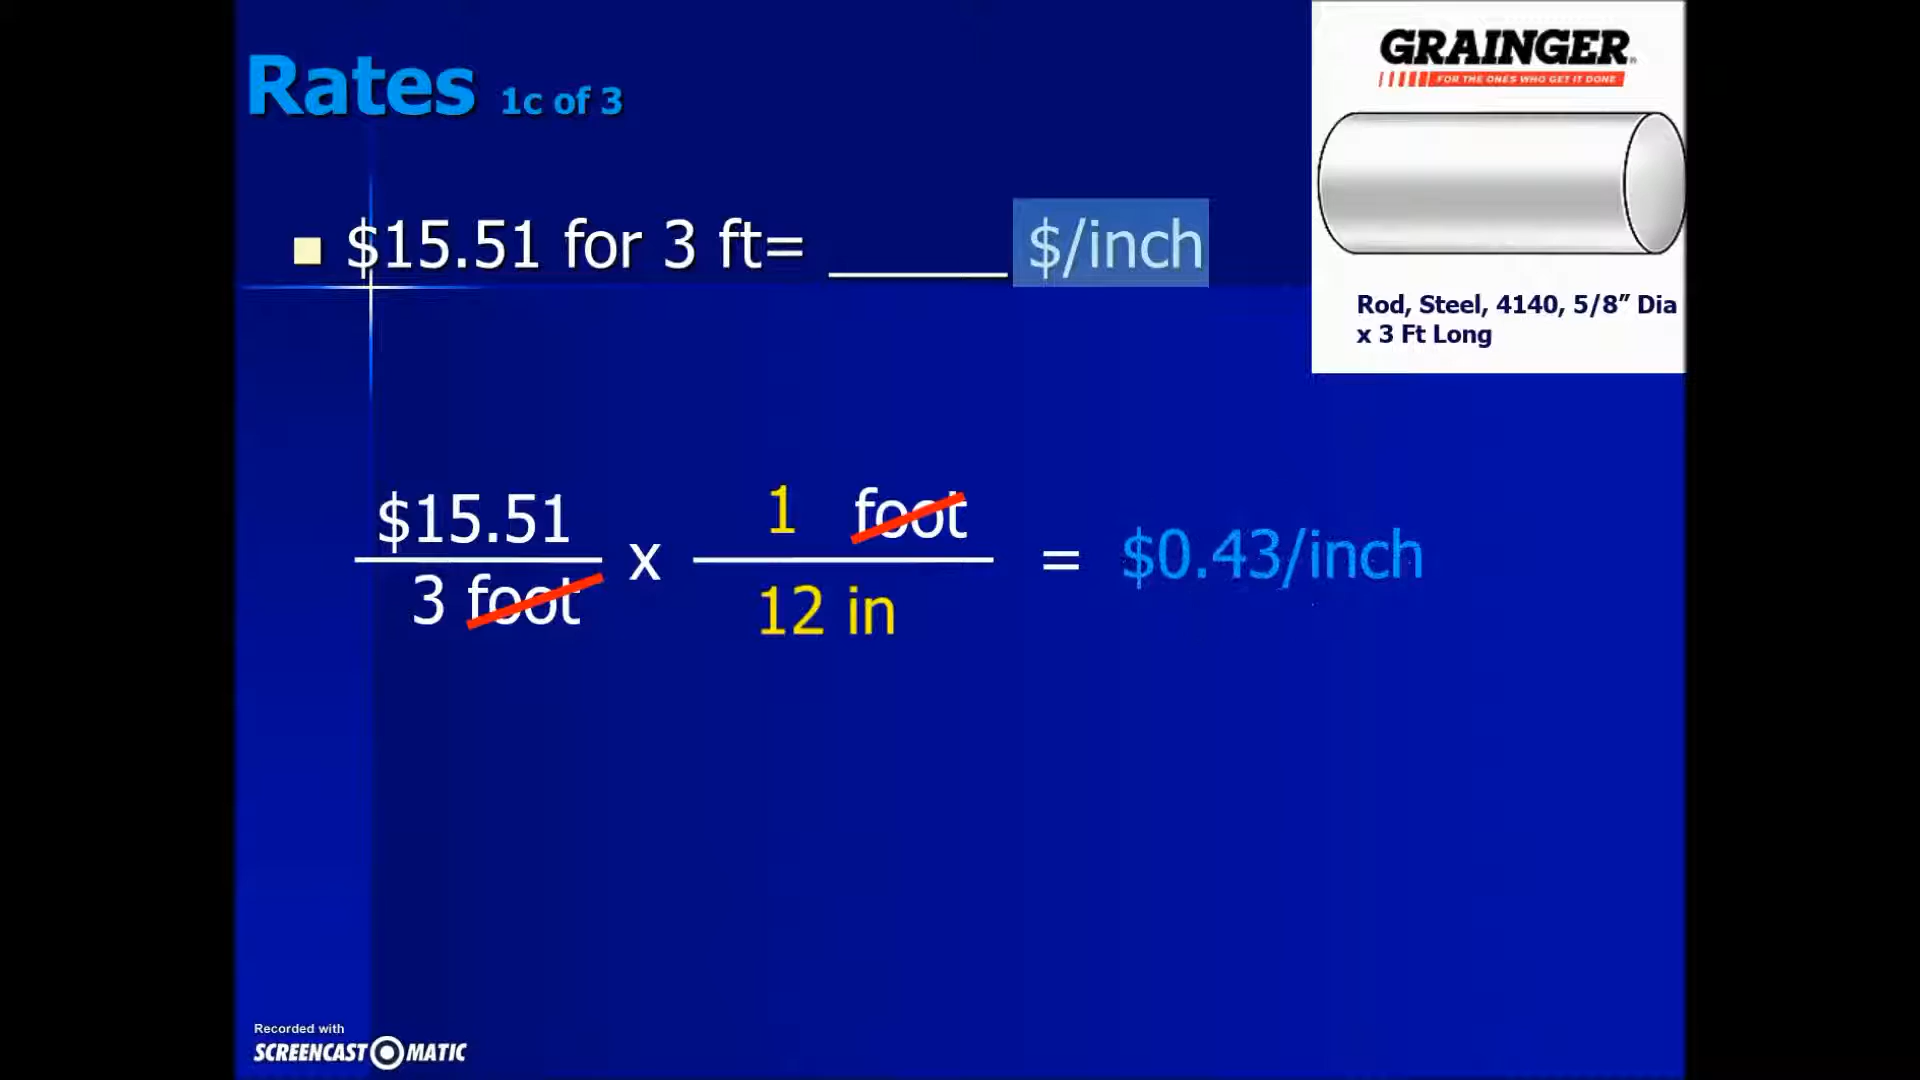 Rates 1c of 3
GRAINGER
FOR THE ONES WHO GET IT DONE
$15.51 for 3 ft= ______ $/inch
Rod, Steel, 4140, 5/8” Dia
x 3 Ft Long
$15.51 1 foot
x = $0.43/inch
3 foot 12 in
Recorded with
SCREENCAST MATIC